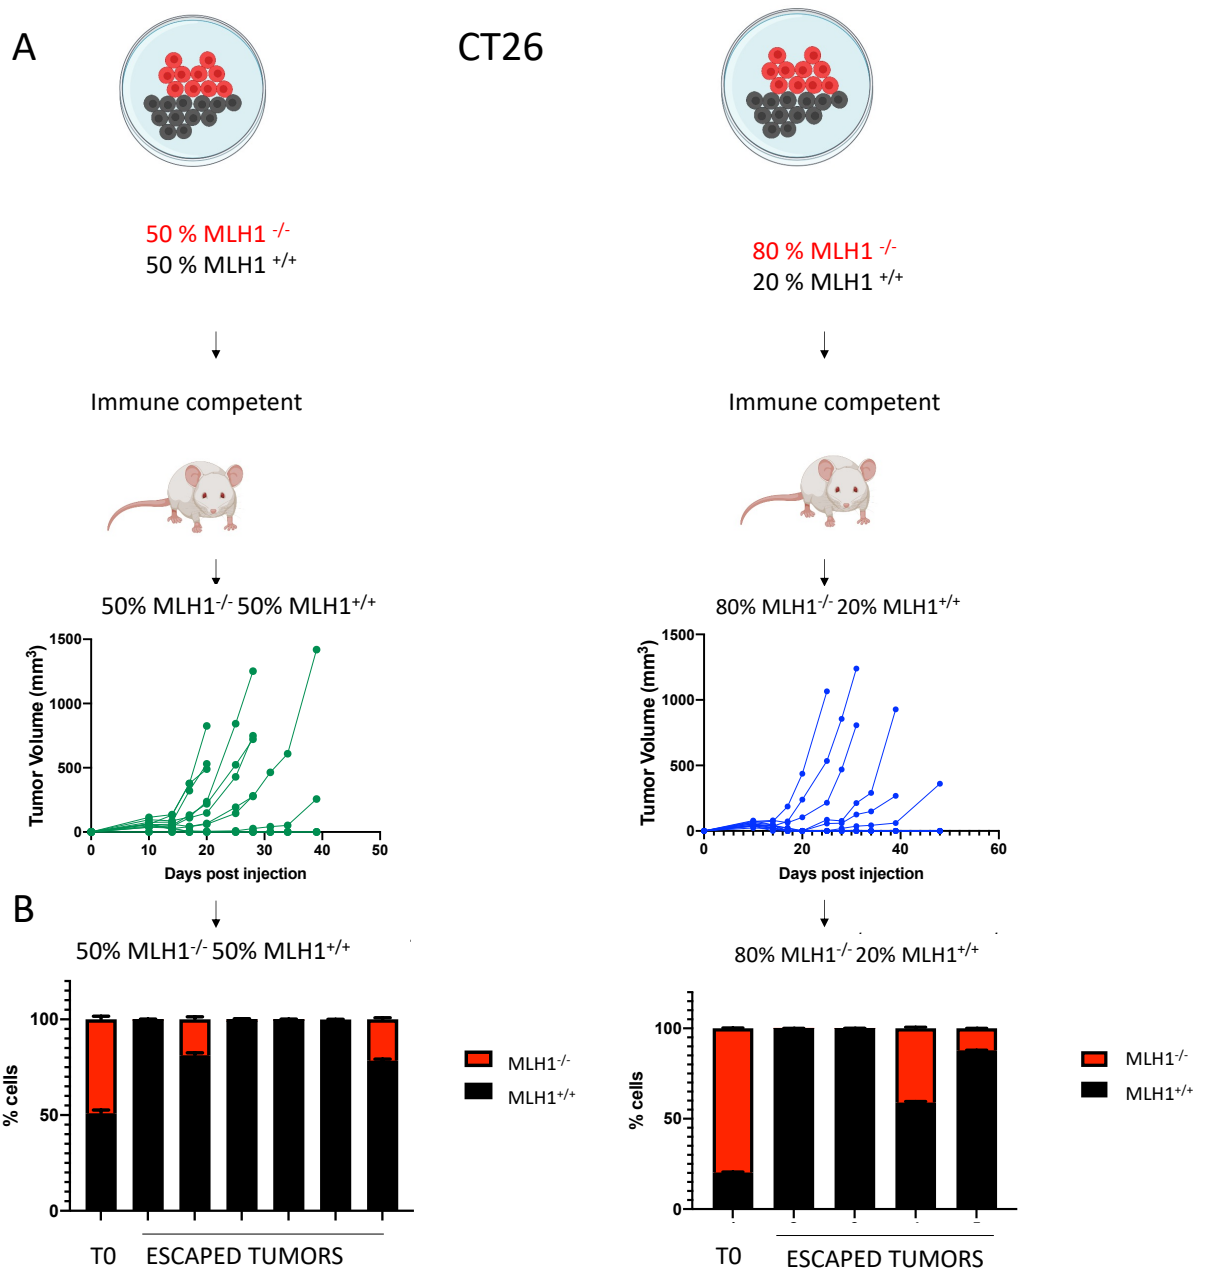 A
CT26
50 % MLH1 -/-
50 % MLH1 +/+
80 % MLH1 -/-
20 % MLH1 +/+
Immune competent
Immune competent
50% MLH1-/- 50% MLH1+/+
80% MLH1-/- 20% MLH1+/+
Tumor Volume (mm3)
1500
1000
500
0
0 10 20 30 40 50
Days post injection
Tumor Volume (mm3)
1500
1000
500
0
0 20 40 60
Days post injection
B
50% MLH1-/- 50% MLH1+/+
80% MLH1-/- 20% MLH1+/+
% cells
100
50
0
T0 ESCAPED TUMORS
MLH1-/-
MLH1+/+
% cells
100
50
0
T0 ESCAPED TUMORS
MLH1-/-
MLH1+/+